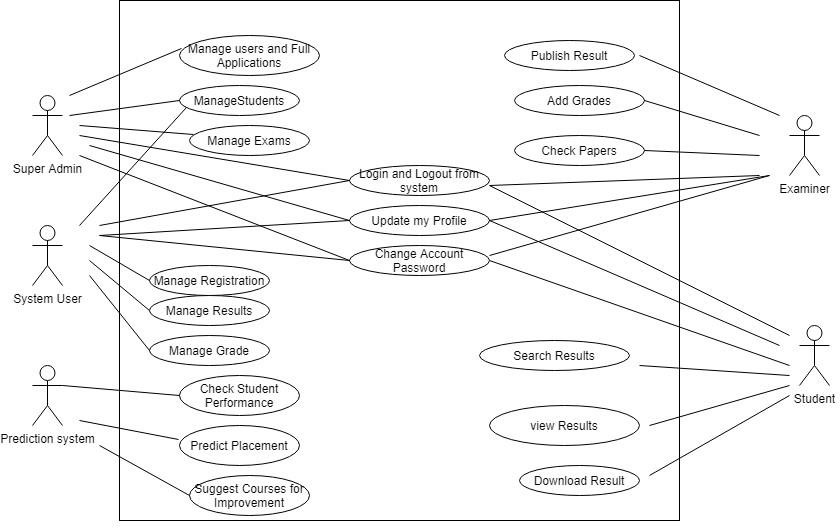 Manage users and Full
Applications
Publish Result
ManageStudents
Add Grades
Manage Exams
Check Papers
Super Admin
Login and Logout from
system
Examiner
Update my Profile
Change Account
Password
Manage Registration
System User
Manage Results
Manage Grade
Search Results
Check Student
Performance
Student
view Results
Prediction system
Predict Placement
Download Result
Suggest Courses for
Improvement